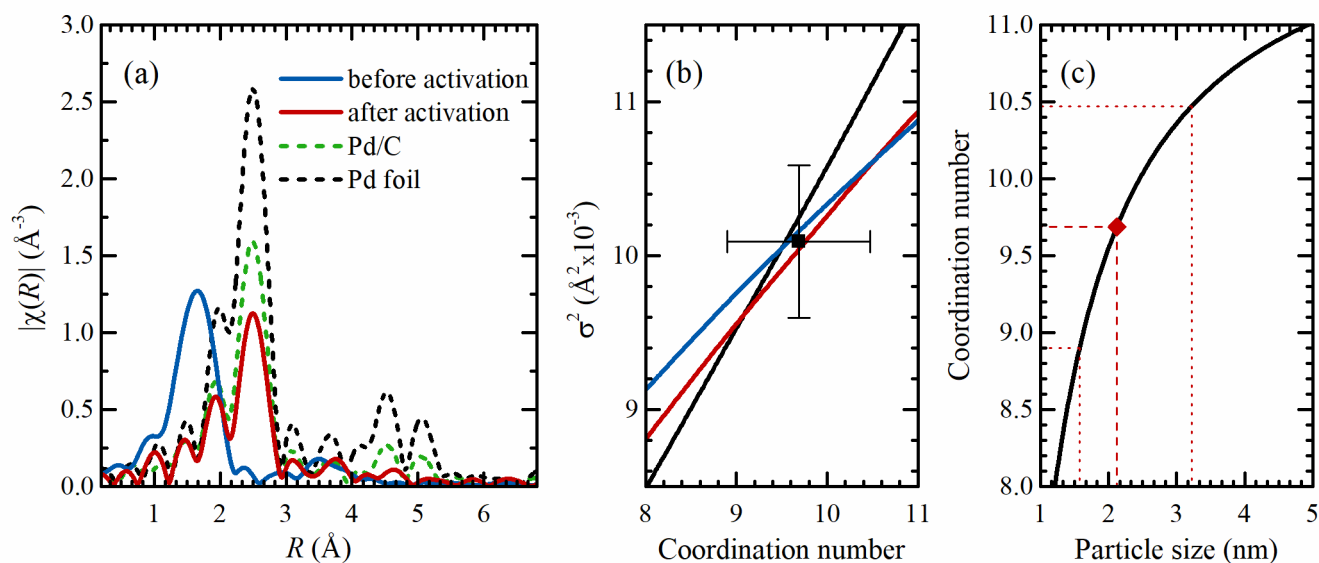 (a)
before activation
after activation
Pd/C
Pd foil
|χ(R)| (Å⁻³)
3.0
2.5
2.0
1.5
1.0
0.5
0.0
1 2 3 4 5 6
R (Å)
(b)
σ² (Å²x10⁻³)
11
10
9
8 9 10 11
Coordination number
(c)
Coordination number
11.0
10.5
10.0
9.5
9.0
8.5
8.0
1 2 3 4 5
Particle size (nm)